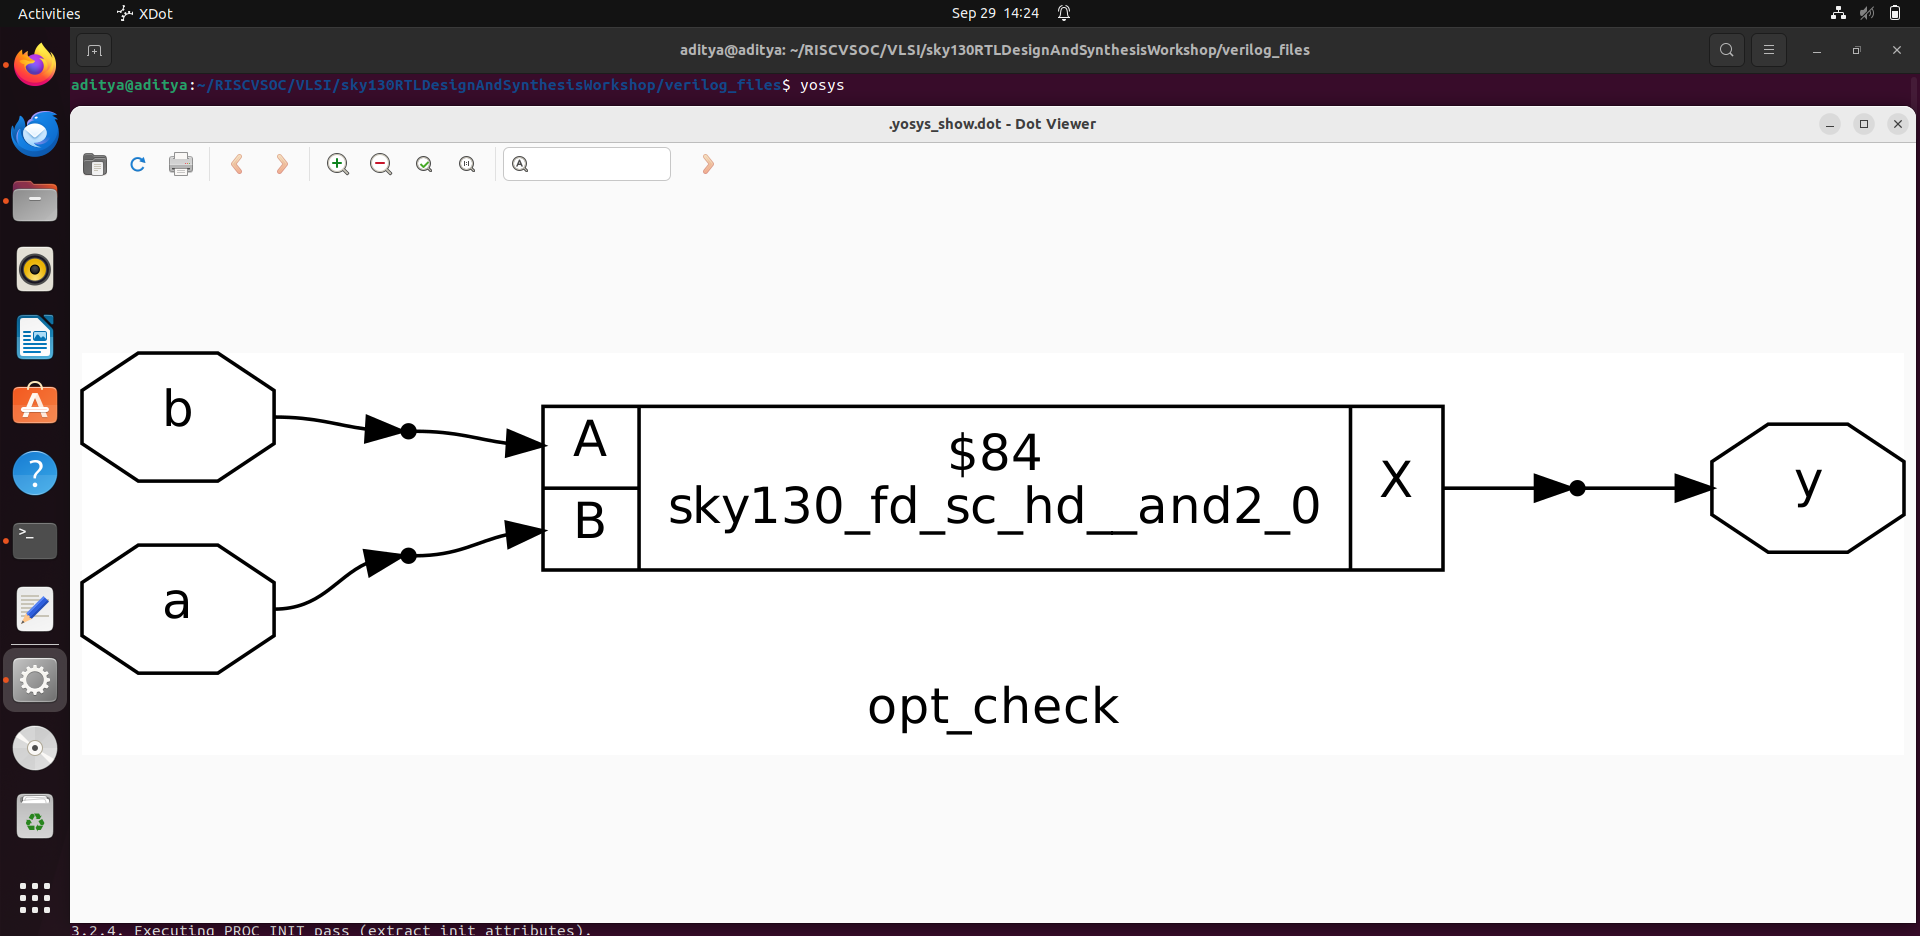 Activities
XDot
Sep 29 14:24
aditya@aditya: ~/RISCVSOC/VLSI/sky130RTLDesignAndSynthesisWorkshop/verilog_files
aditya@aditya:~/RISCVSOC/VLSI/sky130RTLDesignAndSynthesisWorkshop/verilog_files$ yosys
.yosys_show.dot - Dot Viewer
b
A
$84
sky130_fd_sc_hd__and2_0
X
y
B
a
opt_check
3.2.4. Executing PROC_INIT pass (extract init attributes).